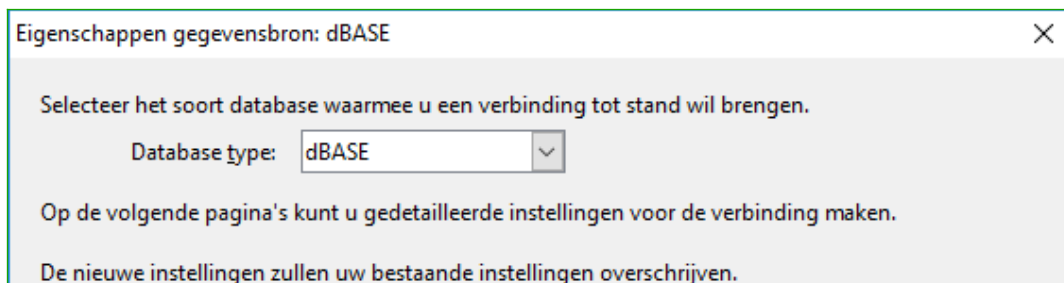 Eigenschappen gegevensbron: dBASE
Selecteer het soort database waarmee u een verbinding tot stand wil brengen.
Database type: dBASE
Op de volgende pagina's kunt u gedetailleerde instellingen voor de verbinding maken.
De nieuwe instellingen zullen uw bestaande instellingen overschrijven.